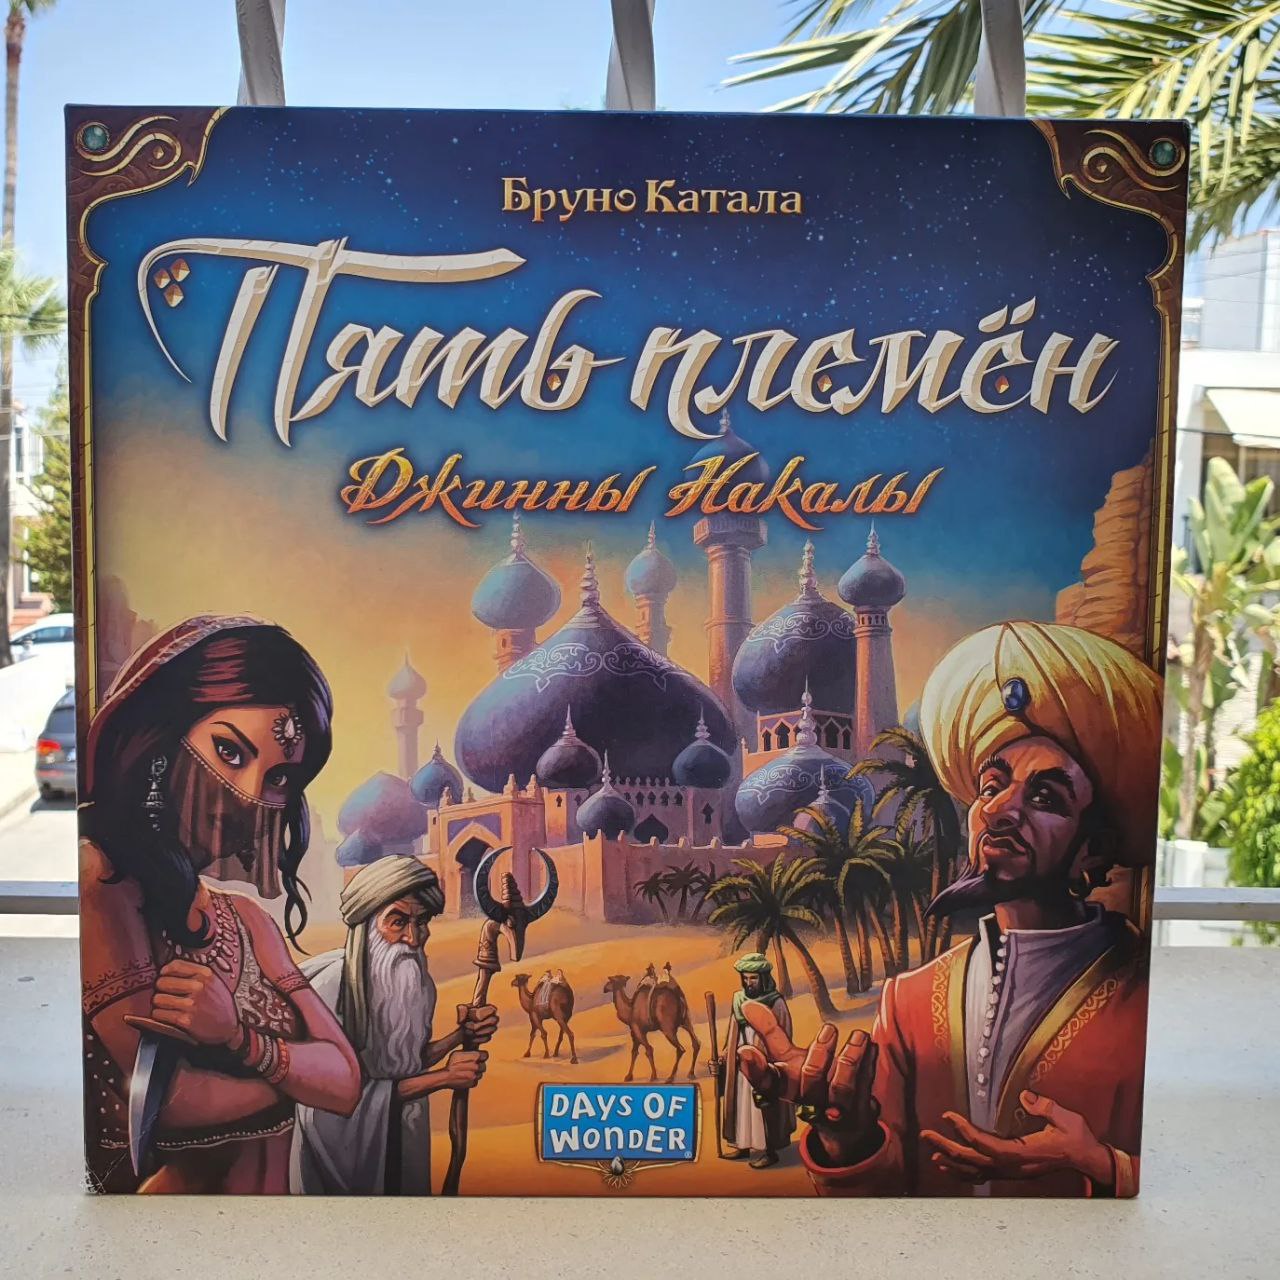 Бруно Катала
Пять племён
Джинны Накалы
DAYS OF
WONDER